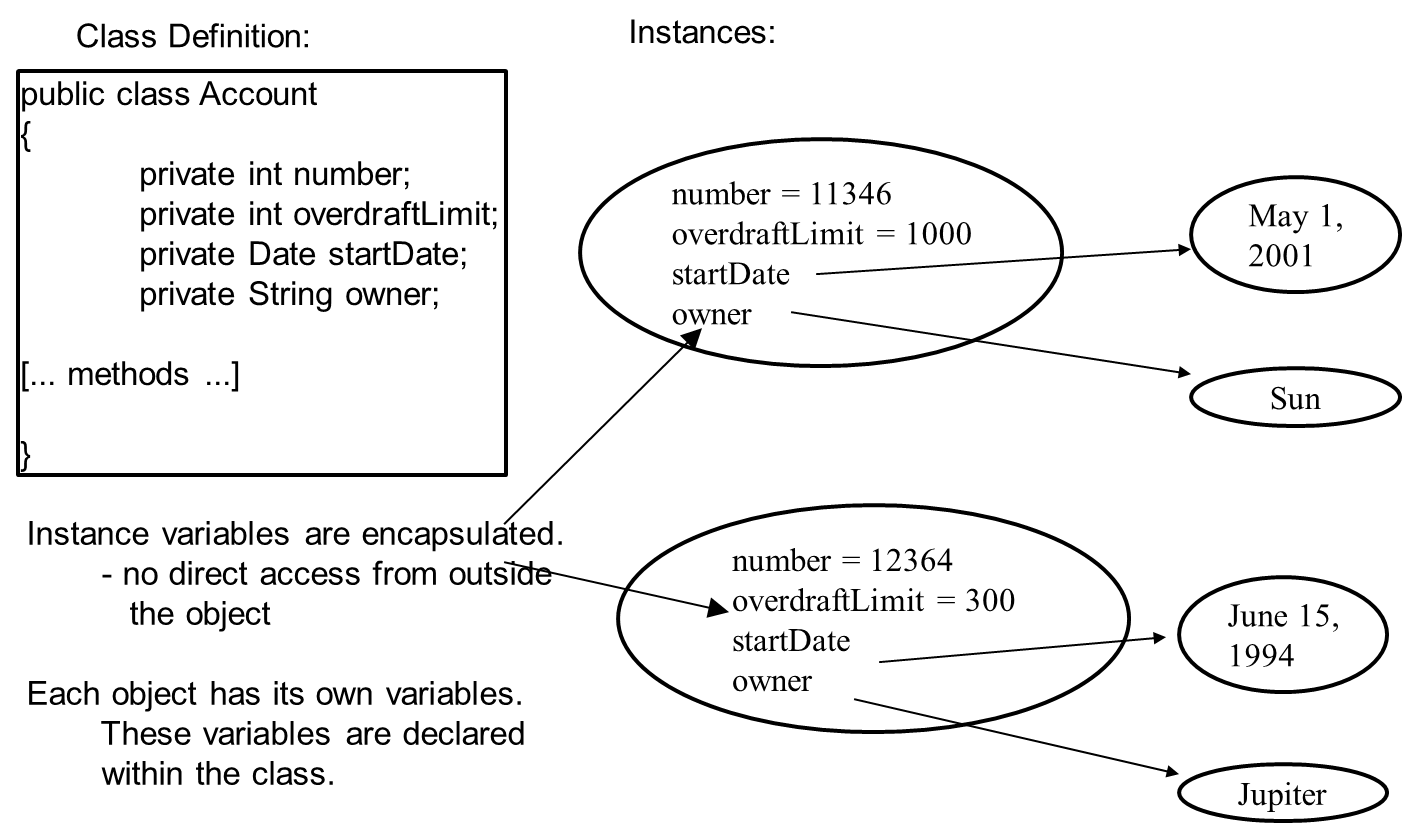 Class Definition:
public class Account
{
private int number;
private int overdraftLimit;
private Date startDate;
private String owner;
[... methods ...]
}
Instance variables are encapsulated.
- no direct access from outside
the object
Each object has its own variables.
These variables are declared
within the class.
Instances:
number = 11346
overdraftLimit = 1000
startDate
owner
May 1,
2001
Sun
number = 12364
overdraftLimit = 300
startDate
owner
June 15,
1994
Jupiter